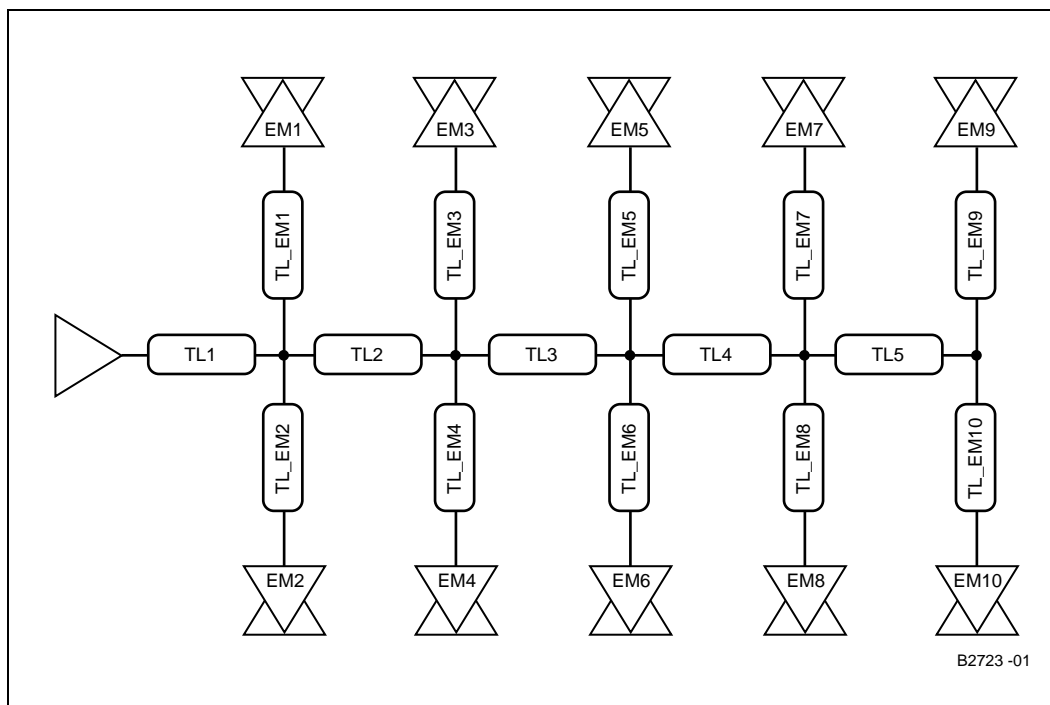 EM1
EM3
EM5
EM7
EM9
TL_EM1
TL_EM3
TL_EM5
TL_EM7
TL_EM9
TL1
TL2
TL3
TL4
TL5
TL_EM2
TL_EM4
TL_EM6
TL_EM8
TL_EM10
EM2
EM4
EM6
EM8
EM10
B2723 -01